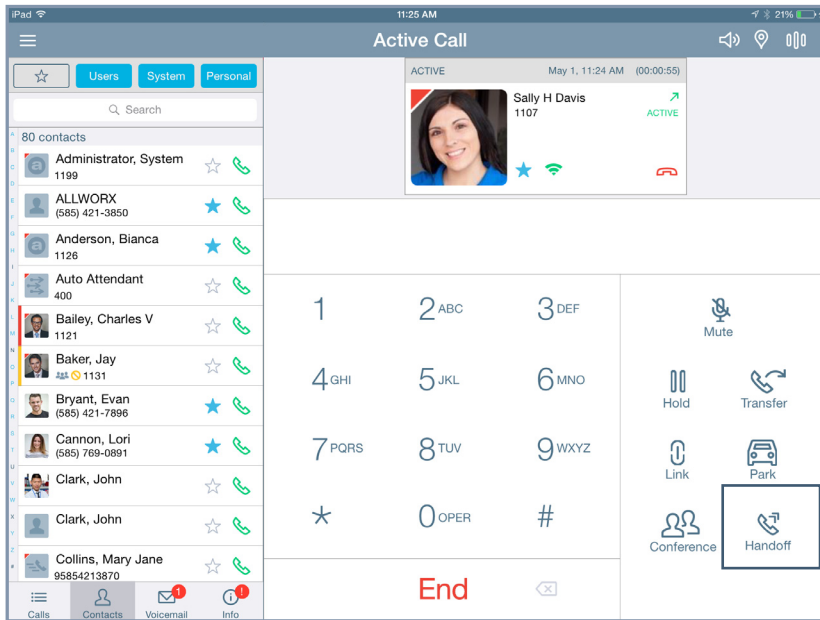 iPad 11:25 AM 21%
Active Call
Users System Personal
Search
80 contacts
Administrator, System
1199
ALLWORX
(585) 421-3850
Anderson, Bianca
1126
Auto Attendant
400
Bailey, Charles V
1121
Baker, Jay
1131
Bryant, Evan
(585) 421-7896
Cannon, Lori
(585) 769-0891
Clark, John
Clark, John
Collins, Mary Jane
95854213870
Calls Contacts Voicemail 1 Info !
ACTIVE May 1, 11:24 AM (00:00:55)
Sally H Davis
1107
ACTIVE
1 2 ABC 3 DEF
4 GHI 5 JKL 6 MNO
7 PQRS 8 TUV 9 WXYZ
* 0 OPER #
End
Mute
Hold Transfer
Link Park
Conference Handoff